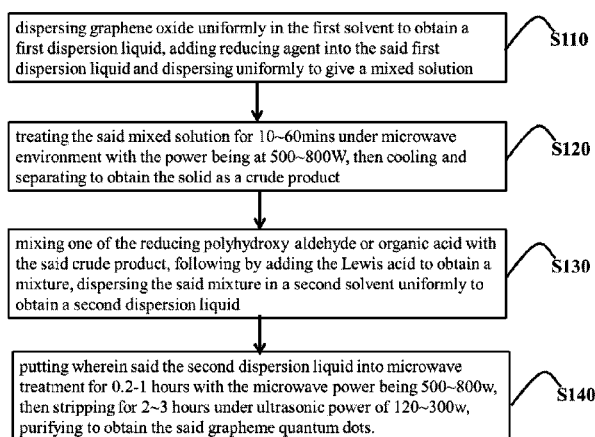 dispersing graphene oxide uniformly in the first solvent to obtain a
first dispersion liquid, adding reducing agent into the said first
dispersion liquid and dispersing uniformly to give a mixed solution
S110
treating the said mixed solution for 10~60mins under microwave
environment with the power being at 500~800W, then cooling and
separating to obtain the solid as a crude product
S120
mixing one of the reducing polyhydroxy aldehyde or organic acid with
the said crude product, following by adding the Lewis acid to obtain a
mixture, dispersing the said mixture in a second solvent uniformly to
obtain a second dispersion liquid
S130
putting wherein said the second dispersion liquid into microwave
treatment for 0.2-1 hours with the microwave power being 500~800w,
then stripping for 2~3 hours under ultrasonic power of 120~300w,
purifying to obtain the said grapheme quantum dots.
S140